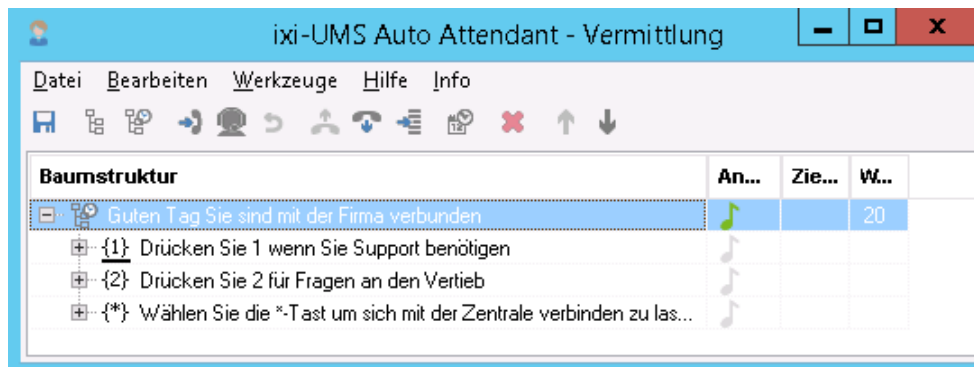 ixi-UMS Auto Attendant - Vermittlung
Datei Bearbeiten Werkzeuge Hilfe Info
12
Baumstruktur An... Zie... W...
Guten Tag Sie sind mit der Firma verbunden 20
{1} Drücken Sie 1 wenn Sie Support benötigen
{2} Drücken Sie 2 für Fragen an den Vertieb
{*} Wählen Sie die *-Tast um sich mit der Zentrale verbinden zu las...